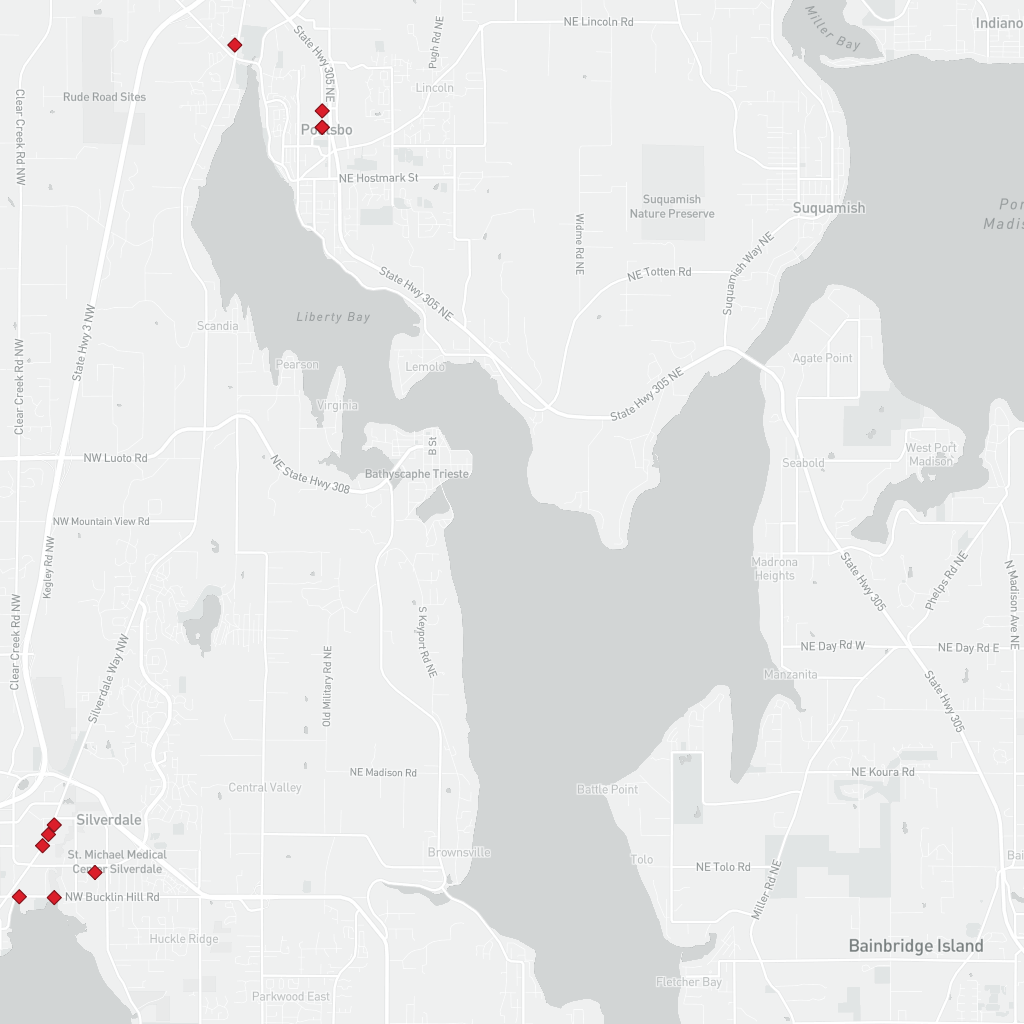 NE Lincoln Rd
Miller Bay
State Hwy 305 NE
Pugh Rd NE
Lincoln
Rude Road Sites
Clear Creek Rd NW
NE Hostmark St
Suquamish
Nature Preserve
Suquamish
Widme Rd NE
State Hwy 305 NE
NE Totten Rd
Suquamish Way NE
State Hwy 3 NW
Scandia
Liberty Bay
Pearson
Lemolo
Agate Point
Clear Creek Rd NW
Virginia
State Hwy 305 NE
NW Luoto Rd
NE State Hwy 308
B St
Bathyscaphe Trieste
Seabold
West Port
Madison
NW Mountain View Rd
Kegley Rd NW
Madrona
Heights
State Hwy 305
Phelps Rd NE
N Madison Ave NE
Clear Creek Rd NW
Silverdale Way NW
Old Military Rd NE
S Keyport Rd NE
NE Day Rd W
NE Day Rd E
Manzanita
State Hwy 305
NE Madison Rd
NE Koura Rd
Central Valley
Battle Point
Silverdale
St. Michael Medical
Center Silverdale
Brownsville
Tolo
NE Tolo Rd
Miller Rd NE
NW Bucklin Hill Rd
Huckle Ridge
Bainbridge Island
Parkwood East
Fletcher Bay